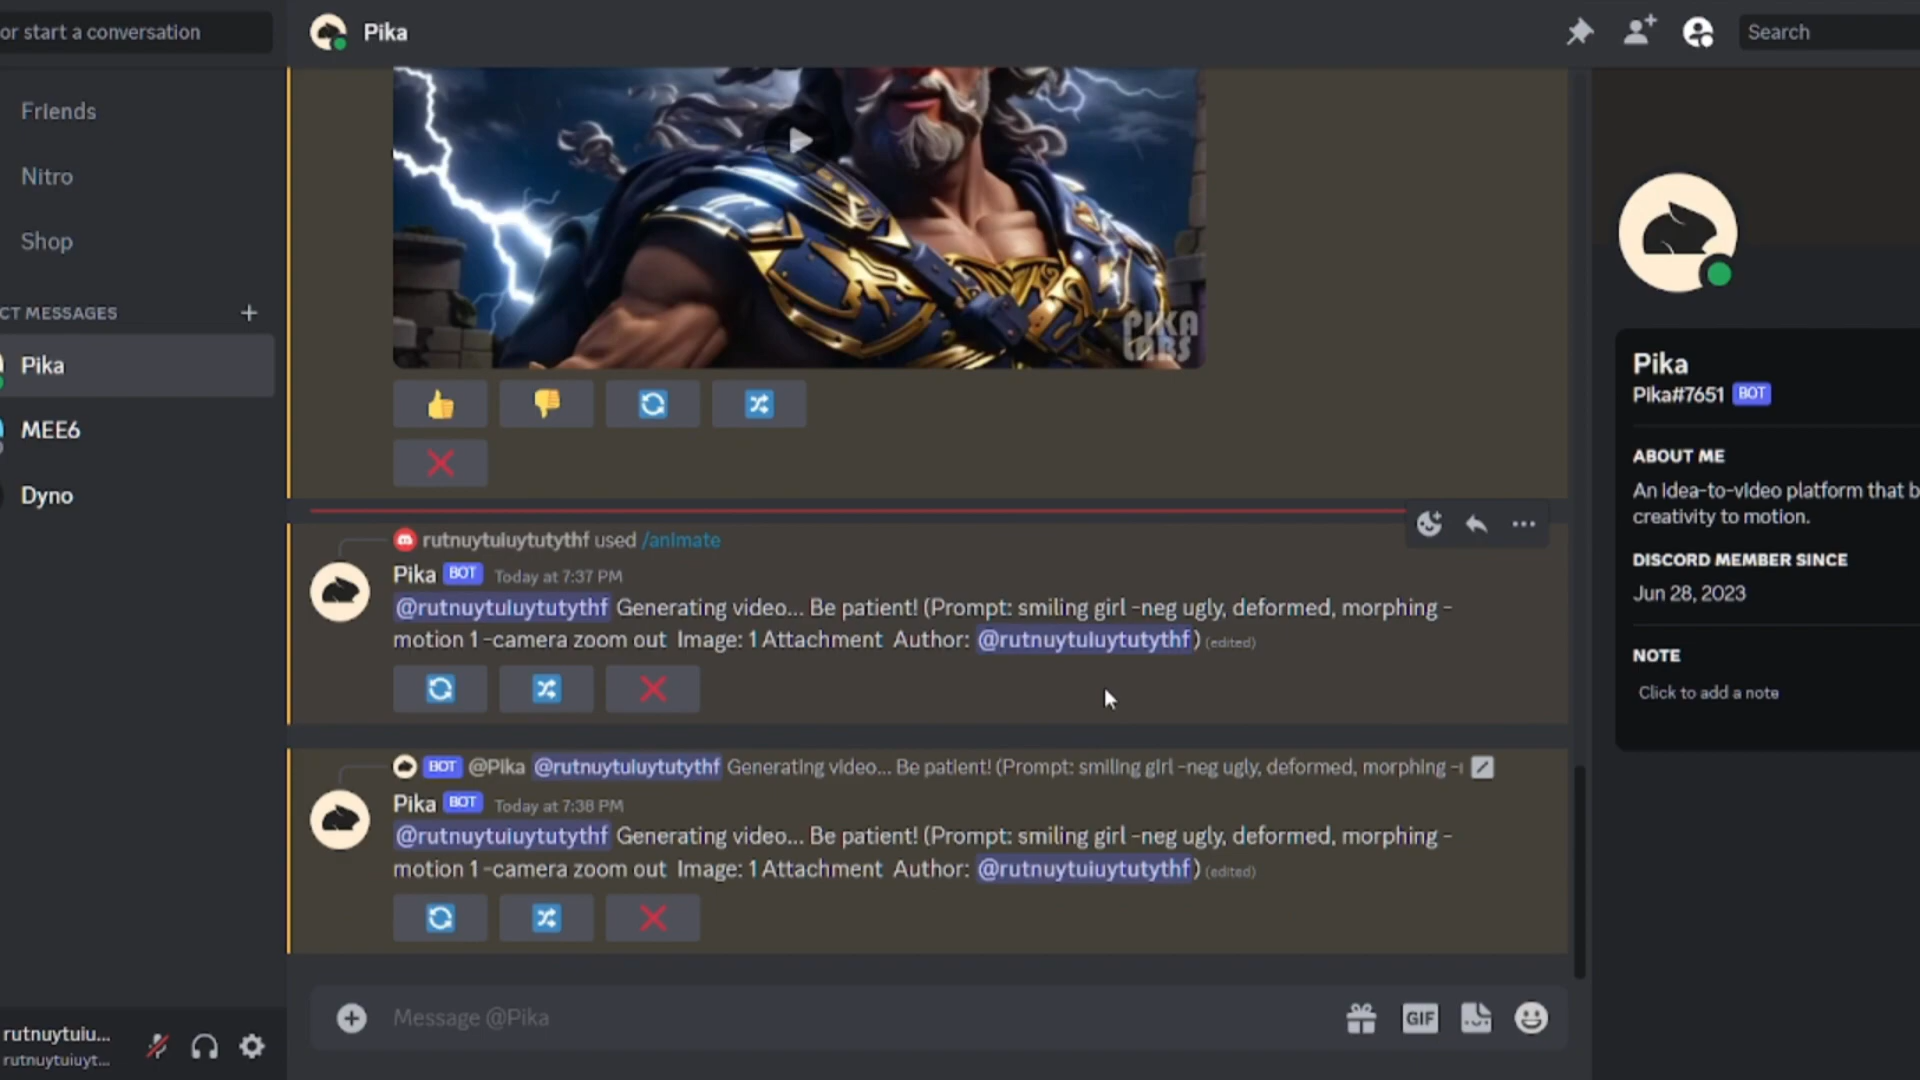 or start a conversation
Pika
Search
Friends
Nitro
Shop
CT MESSAGES
Pika
MEE6
Dyno
PIKA
LABS
rutnuytuiuytutythf used /animate
Pika BOT Today at 7:37 PM
@rutnuytuiuytutythf Generating video... Be patient! (Prompt: smiling girl -neg ugly, deformed, morphing -
motion 1 -camera zoom out Image: 1 Attachment Author: @rutnuytuiuytutythf) (edited)
BOT @Pika @rutnuytuiuytutythf Generating video... Be patient! (Prompt: smiling girl -neg ugly, deformed, morphing -
Pika BOT Today at 7:38 PM
@rutnuytuiuytutythf Generating video... Be patient! (Prompt: smiling girl -neg ugly, deformed, morphing -
motion 1 -camera zoom out Image: 1 Attachment Author: @rutnuytuiuytutythf) (edited)
Message @Pika
GIF
rutnuytuiu...
rutnuytuiuyt...
Pika
Pika#7651 BOT
ABOUT ME
An idea-to-video platform that b
creativity to motion.
DISCORD MEMBER SINCE
Jun 28, 2023
NOTE
Click to add a note